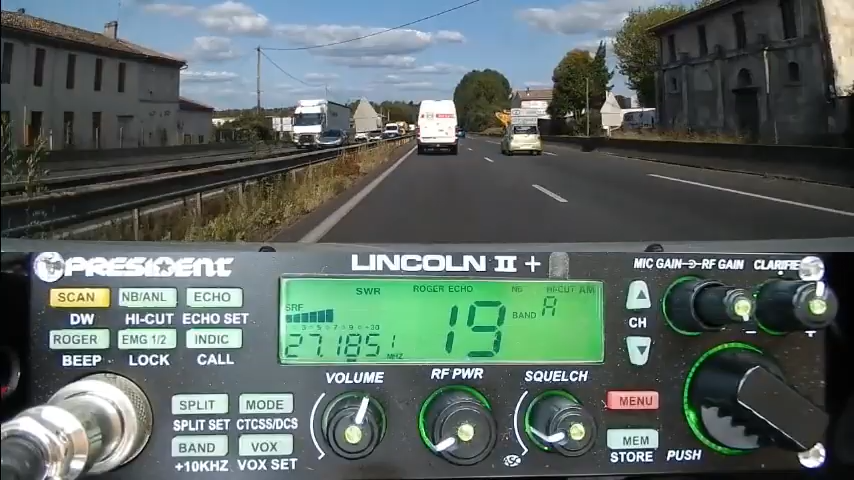 PRESIDENT LINCOLN II +
MIC GAIN RF GAIN CLARIFIER
SCAN NB/ANL ECHO
DW HI-CUT ECHO SET
ROGER EMG 1/2 INDIC
BEEP LOCK CALL
SWR ROGER ECHO NB HI-CUT AM
SRF
19 BAND A
27.1851 MHZ
CH
VOLUME RF PWR SQUELCH
SPLIT MODE
SPLIT SET CTCSS/DCS
BAND VOX
+10KHZ VOX SET
ASC
MENU
MEM
STORE PUSH